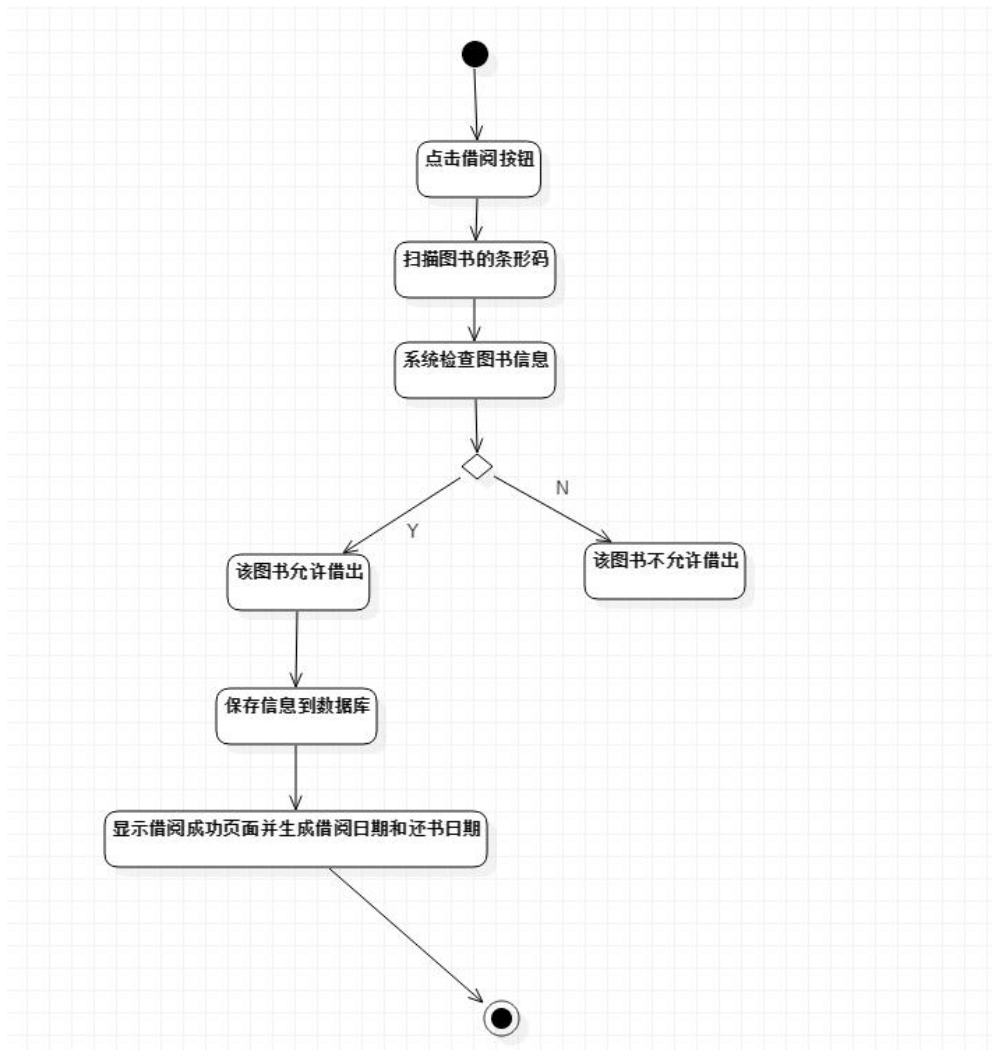 点击借阅按钮
扫描图书的条形码
系统检查图书信息
N
Y
该图书允许借出
该图书不允许借出
保存信息到数据库
显示借阅成功页面并生成借阅日期和还书日期